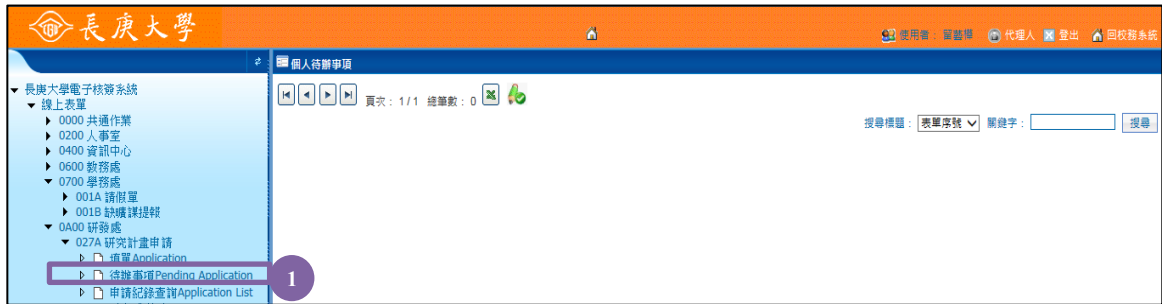 長庚大學
使用者： 代理人 登出 回校務系統
個人待辦事項
頁次：1/1 總筆數：0
搜尋標題： 表單序號 關鍵字： 搜尋
長庚大學電子核簽系統
線上表單
0000 共通作業
0200 人事室
0400 資訊中心
0600 教務處
0700 學務處
001A 請假單
001B 缺曠課提報
0A00 研發處
027A 研究計畫申請
填單Application
待辦事項Pending Application
1
申請紀錄查詢Application List